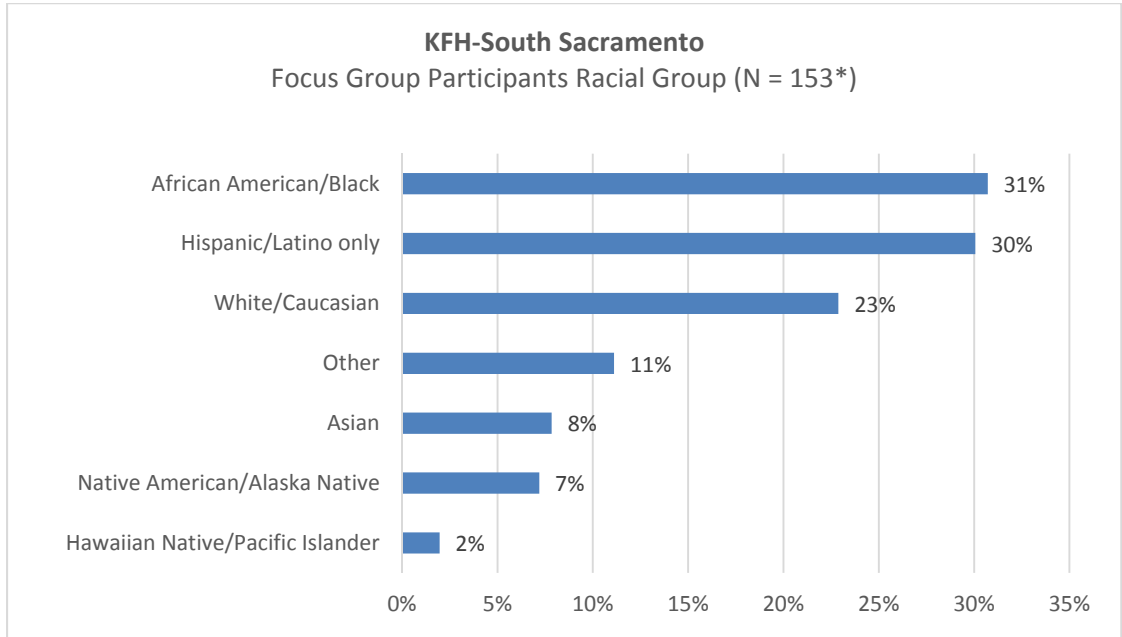 KFH-South Sacramento
Focus Group Participants Racial Group (N = 153*)
African American/Black 31%
Hispanic/Latino only 30%
White/Caucasian 23%
Other 11%
Asian 8%
Native American/Alaska Native 7%
Hawaiian Native/Pacific Islander 2%
0% 5% 10% 15% 20% 25% 30% 35%